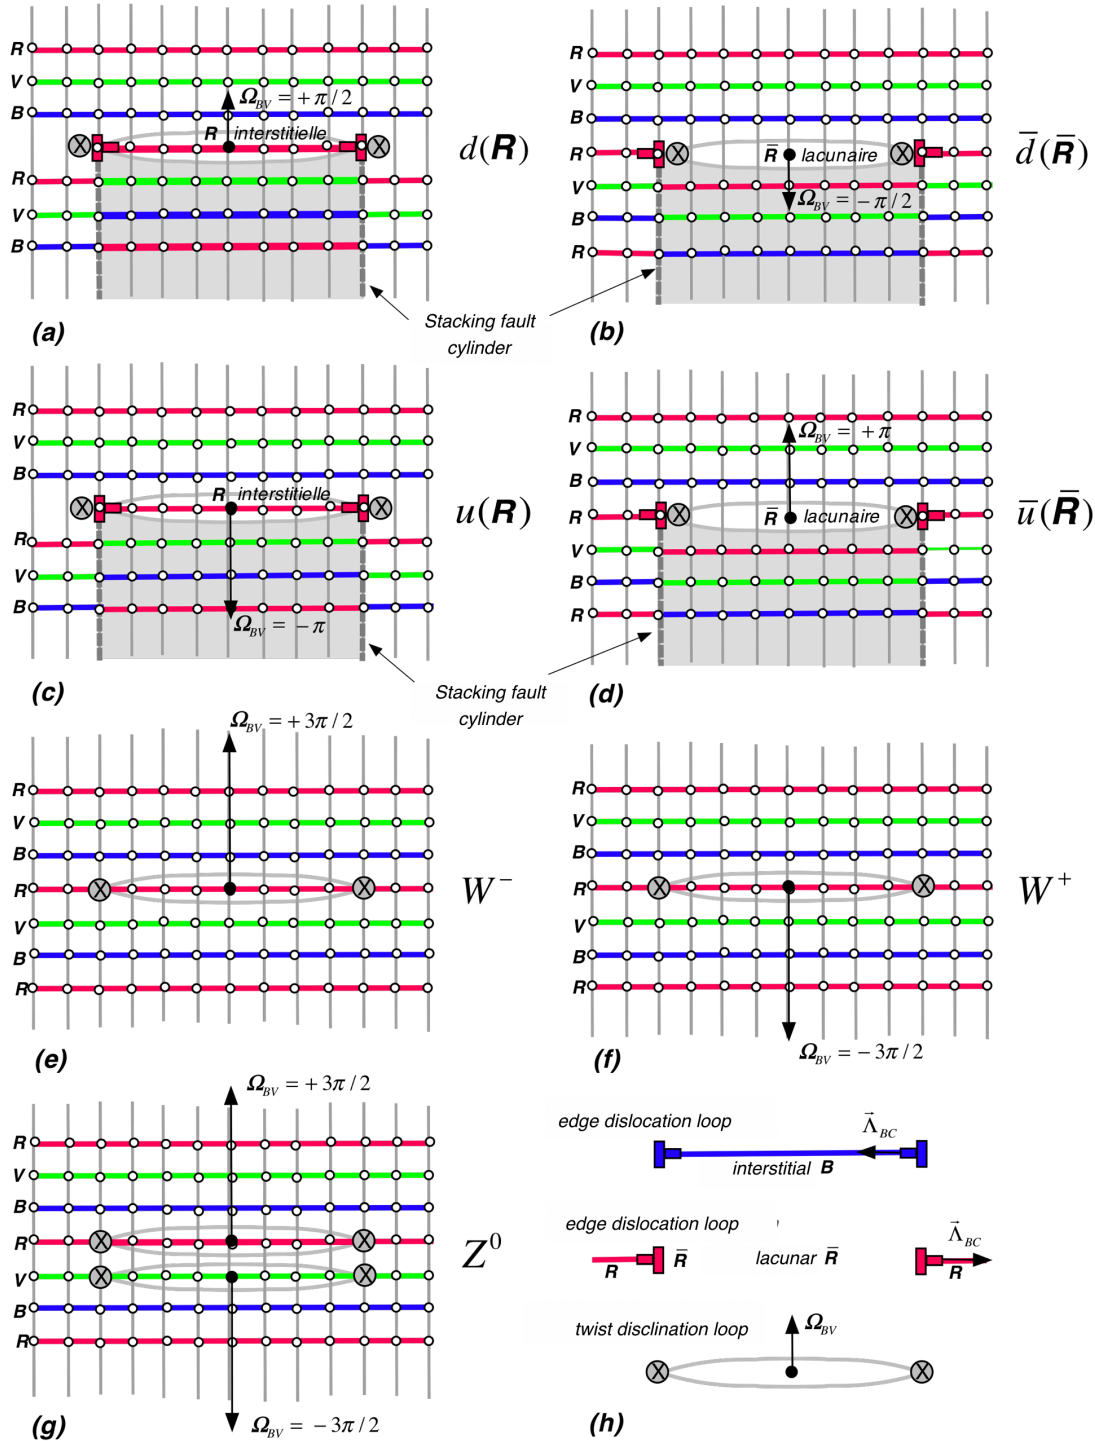 R
V
B
Ω_BV = + π / 2
R interstitielle
d(R)
R
V
B
(a)
R
V
B
R
R̄ lacunaire
d̄(R̄)
V
Ω_BV = − π / 2
B
R
(b)
Stacking fault
cylinder
R
V
B
R interstitielle
u(R)
R
V
B
Ω_BV = − π
(c)
R
Ω_BV = + π
V
B
R
R̄ lacunaire
ū(R̄)
V
B
R
(d)
Stacking fault
cylinder
Ω_BV = + 3π / 2
R
V
B
R
W⁻
V
B
R
(e)
R
V
B
R
W⁺
V
B
R
Ω_BV = − 3π / 2
(f)
Ω_BV = + 3π / 2
R
V
B
R
Z⁰
V
B
R
Ω_BV = − 3π / 2
(g)
edge dislocation loop
Λ⃗_BC
interstitial B
edge dislocation loop
Λ⃗_BC
R R̄ lacunar R̄ R
twist disclination loop
Ω_BV
(h)